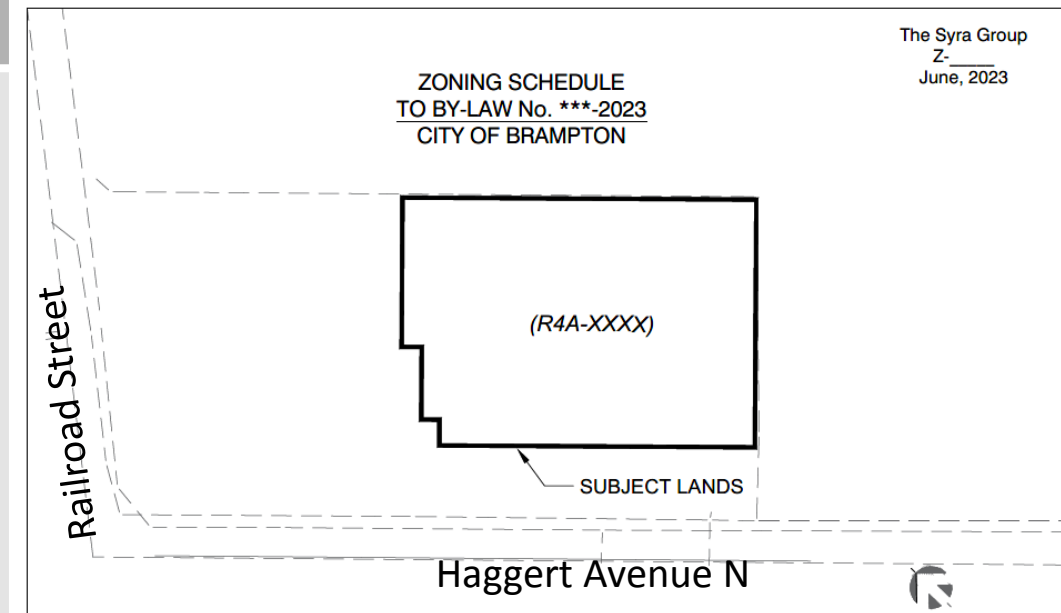 The Syra Group
Z-_____
June, 2023
ZONING SCHEDULE
TO BY-LAW No. ***-2023
CITY OF BRAMPTON
(R4A-XXXX)
Railroad Street
SUBJECT LANDS
Haggert Avenue N